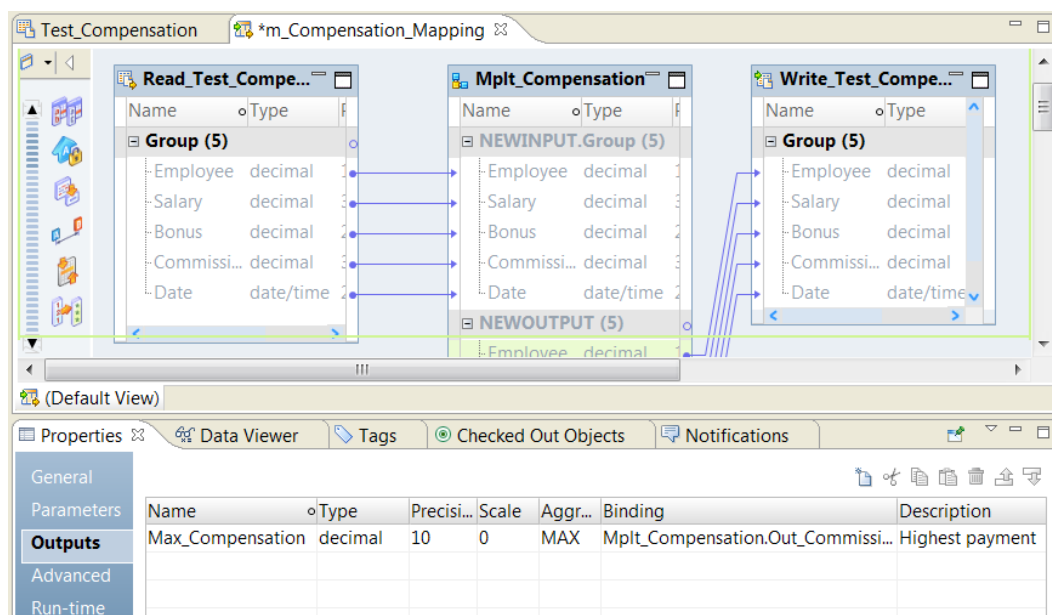 Test_Compensation *m_Compensation_Mapping
Read_Test_Compe... Mplt_Compensation Write_Test_Compe...
Name Type Name Type Name Type
Group (5) NEWINPUT.Group (5) Group (5)
Employee decimal Employee decimal Employee decimal
Salary decimal Salary decimal Salary decimal
Bonus decimal Bonus decimal Bonus decimal
Commissi... decimal Commissi... decimal Commissi... decimal
Date date/time Date date/time Date date/time
NEWOUTPUT (5)
Employee decimal
(Default View)
Properties Data Viewer Tags Checked Out Objects Notifications
General
Parameters Name Type Precisi... Scale Aggr... Binding Description
Outputs Max_Compensation decimal 10 0 MAX Mplt_Compensation.Out_Commissi... Highest payment
Advanced
Run-time